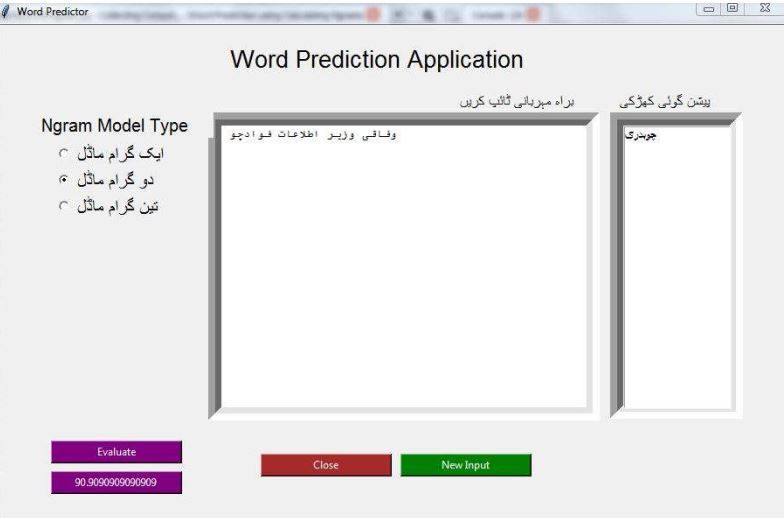 Word Predictor
Word Prediction Application
براہ مہربانی ٹائپ کریں
پیشن گوئی کھڑکی
Ngram Model Type
ایک گرام ماڈل
دو گرام ماڈل
تین گرام ماڈل
وفاقی وزیر اطلاعات فوادچو
چوہدری
Evaluate
90.9090909090909
Close
New Input